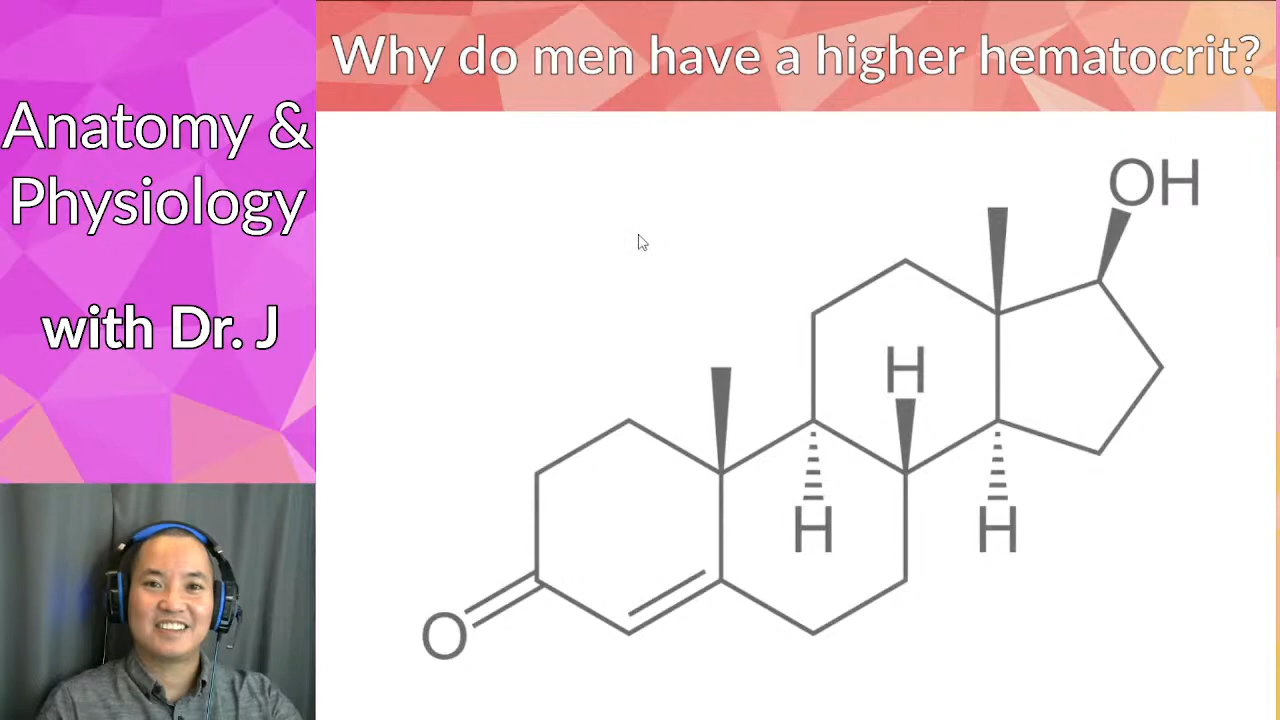 Why do men have a higher hematocrit?
Anatomy &
Physiology
with Dr. J
OH
H
H
H
O